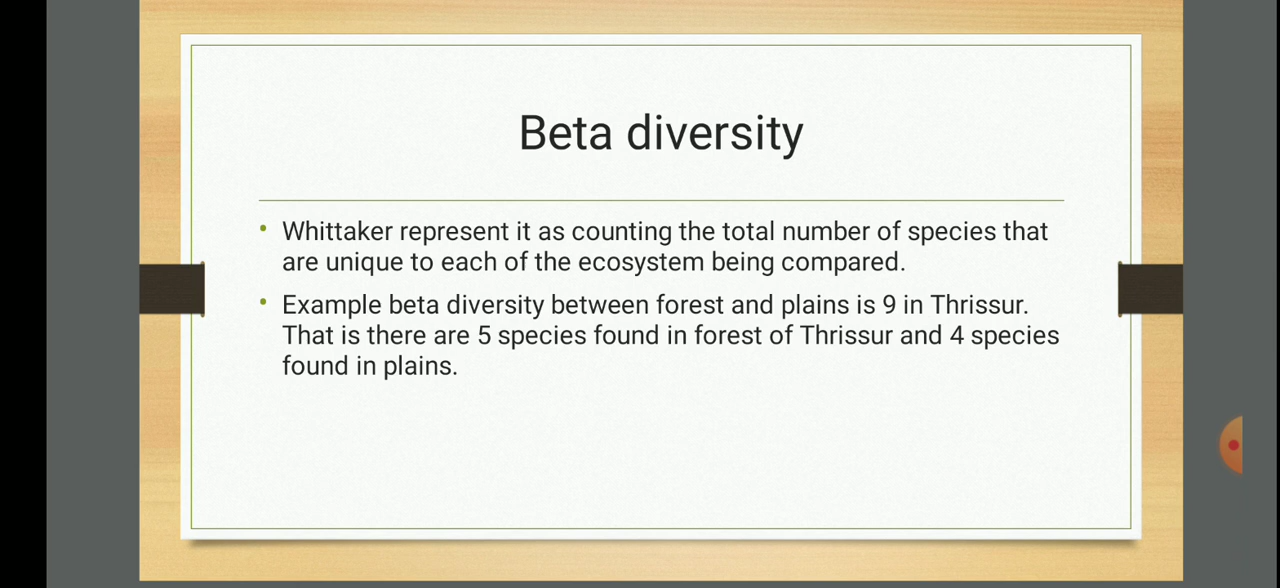 Beta diversity
• Whittaker represent it as counting the total number of species that
are unique to each of the ecosystem being compared.
• Example beta diversity between forest and plains is 9 in Thrissur.
That is there are 5 species found in forest of Thrissur and 4 species
found in plains.